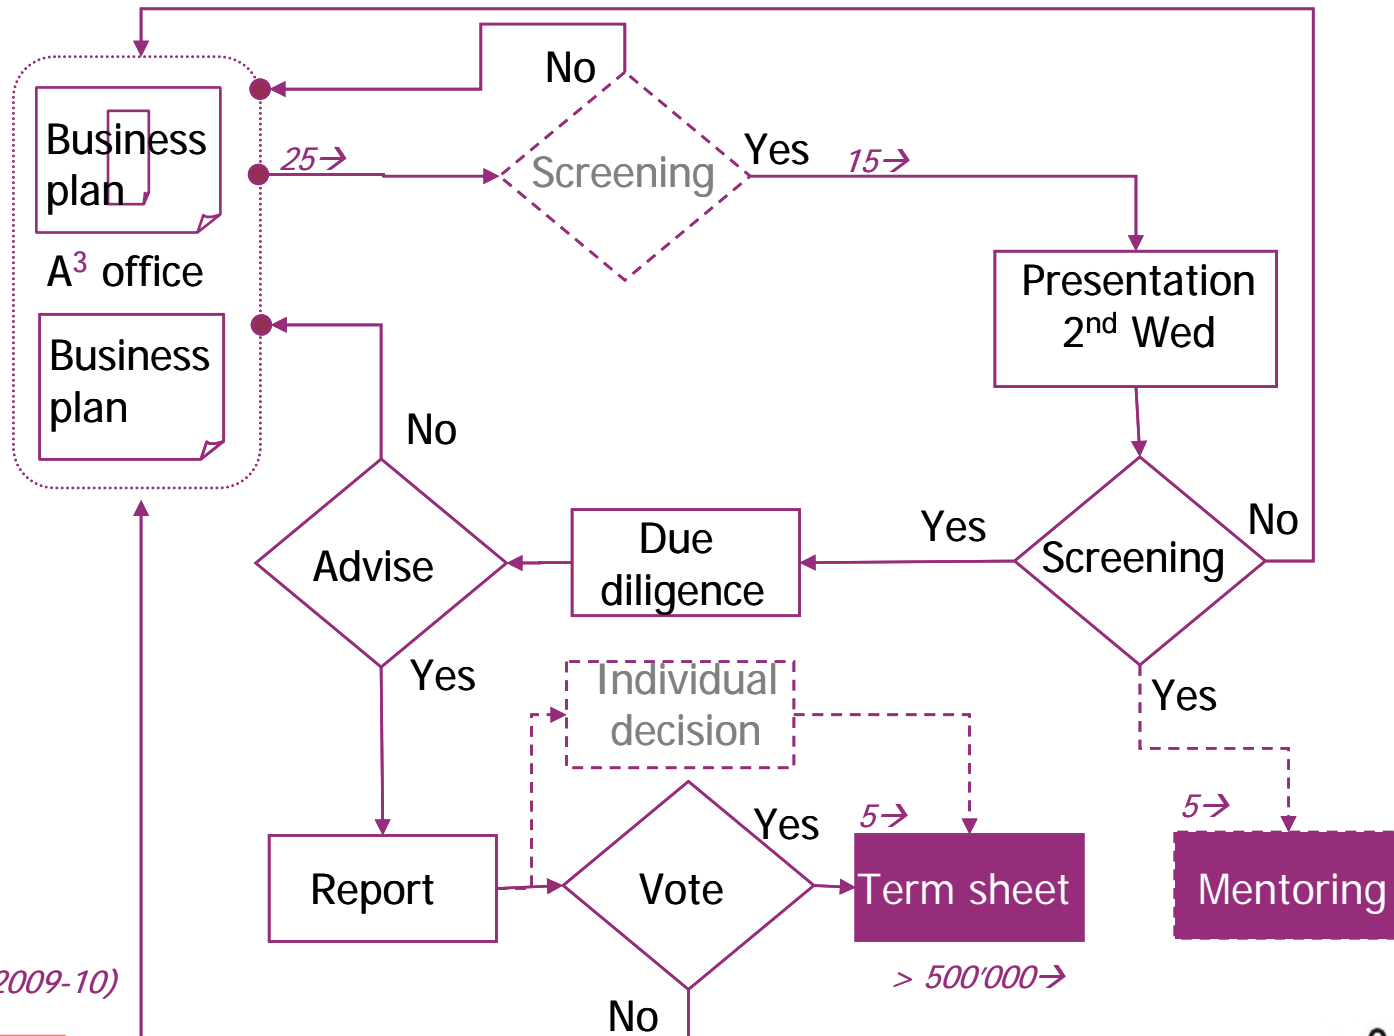 No
Business
plan
25→
Screening
Yes
15→
A³ office
Presentation
2nd Wed
Business
plan
No
Advise
Due
diligence
Yes
Screening
No
Yes
Individual
decision
Yes
Report
Vote
Yes
5→
Term sheet
5→
Mentoring
> 500'000→
2009-10)
No